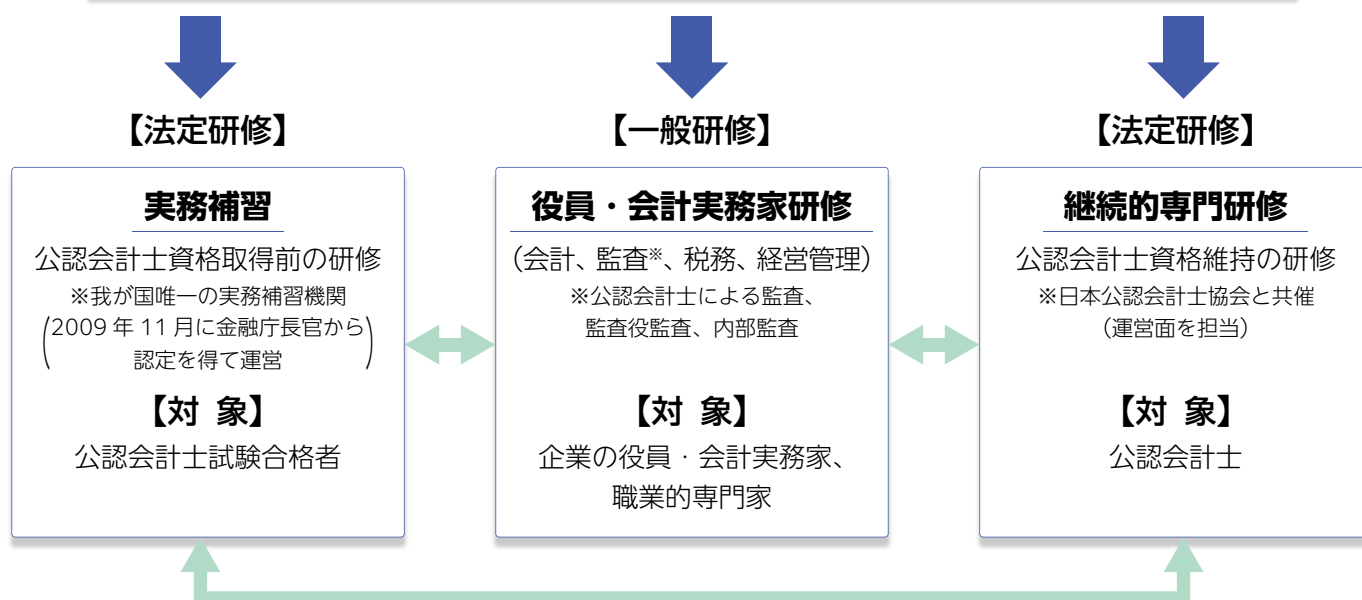 【法定研修】
実務補習
公認会計士資格取得前の研修
※我が国唯一の実務補習機関
(2009年11月に金融庁長官から
認定を得て運営)
【対 象】
公認会計士試験合格者
【一般研修】
役員・会計実務家研修
(会計、監査※、税務、経営管理)
※公認会計士による監査、
監査役監査、内部監査
【対 象】
企業の役員・会計実務家、
職業的専門家
【法定研修】
継続的専門研修
公認会計士資格維持の研修
※日本公認会計士協会と共催
(運営面を担当)
【対 象】
公認会計士